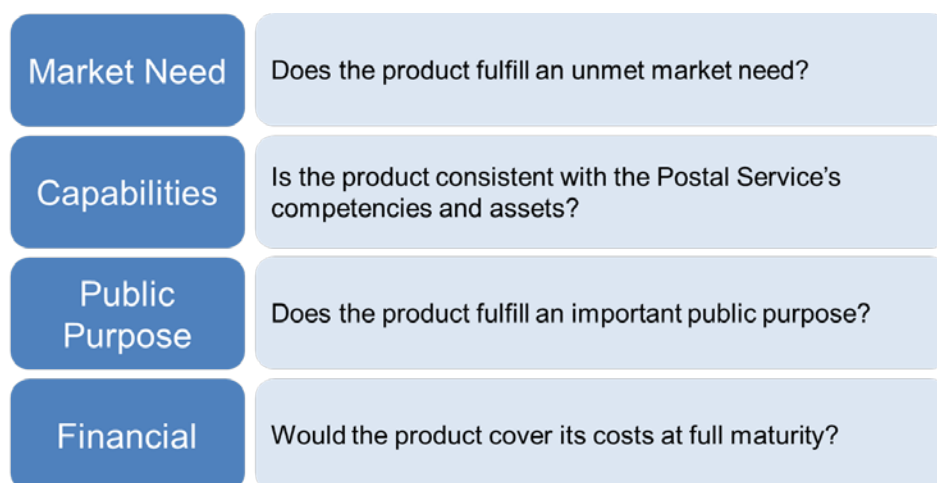 Market Need
Does the product fulfill an unmet market need?
Capabilities
Is the product consistent with the Postal Service's
competencies and assets?
Public
Purpose
Does the product fulfill an important public purpose?
Financial
Would the product cover its costs at full maturity?